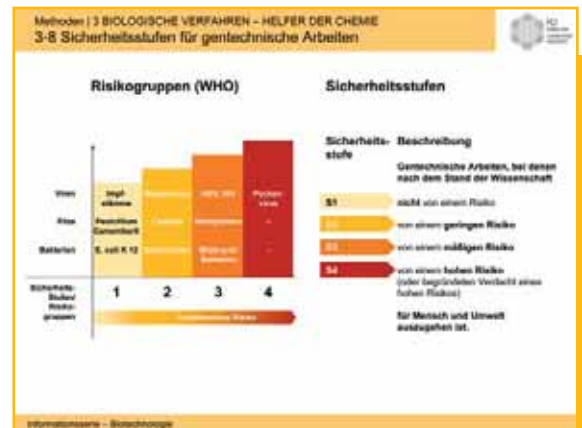 Methoden | 3 BIOLOGISCHE VERFAHREN – HELFER DER CHEMIE
3-8 Sicherheitsstufen für gentechnische Arbeiten
Risikogruppen (WHO)
Viren
Impf-
stämme
Pocken-
virus
Pilze
Penicillium
Camemberti
–
Bakterien
E. coli K 12
–
Sicherheits-
Stufen/
Risiko-
gruppen
1 2 3 4
Sicherheitsstufen
Sicherheits-
stufe
Beschreibung
Gentechnische Arbeiten, bei denen
nach dem Stand der Wissenschaft
S1 nicht von einem Risiko
S2 von einem geringen Risiko
S3 von einem mäßigen Risiko
S4 von einem hohen Risiko
(oder begründeten Verdacht eines
hohen Risikos)
für Mensch und Umwelt
auszugehen ist.
Informationsserie – Biotechnologie